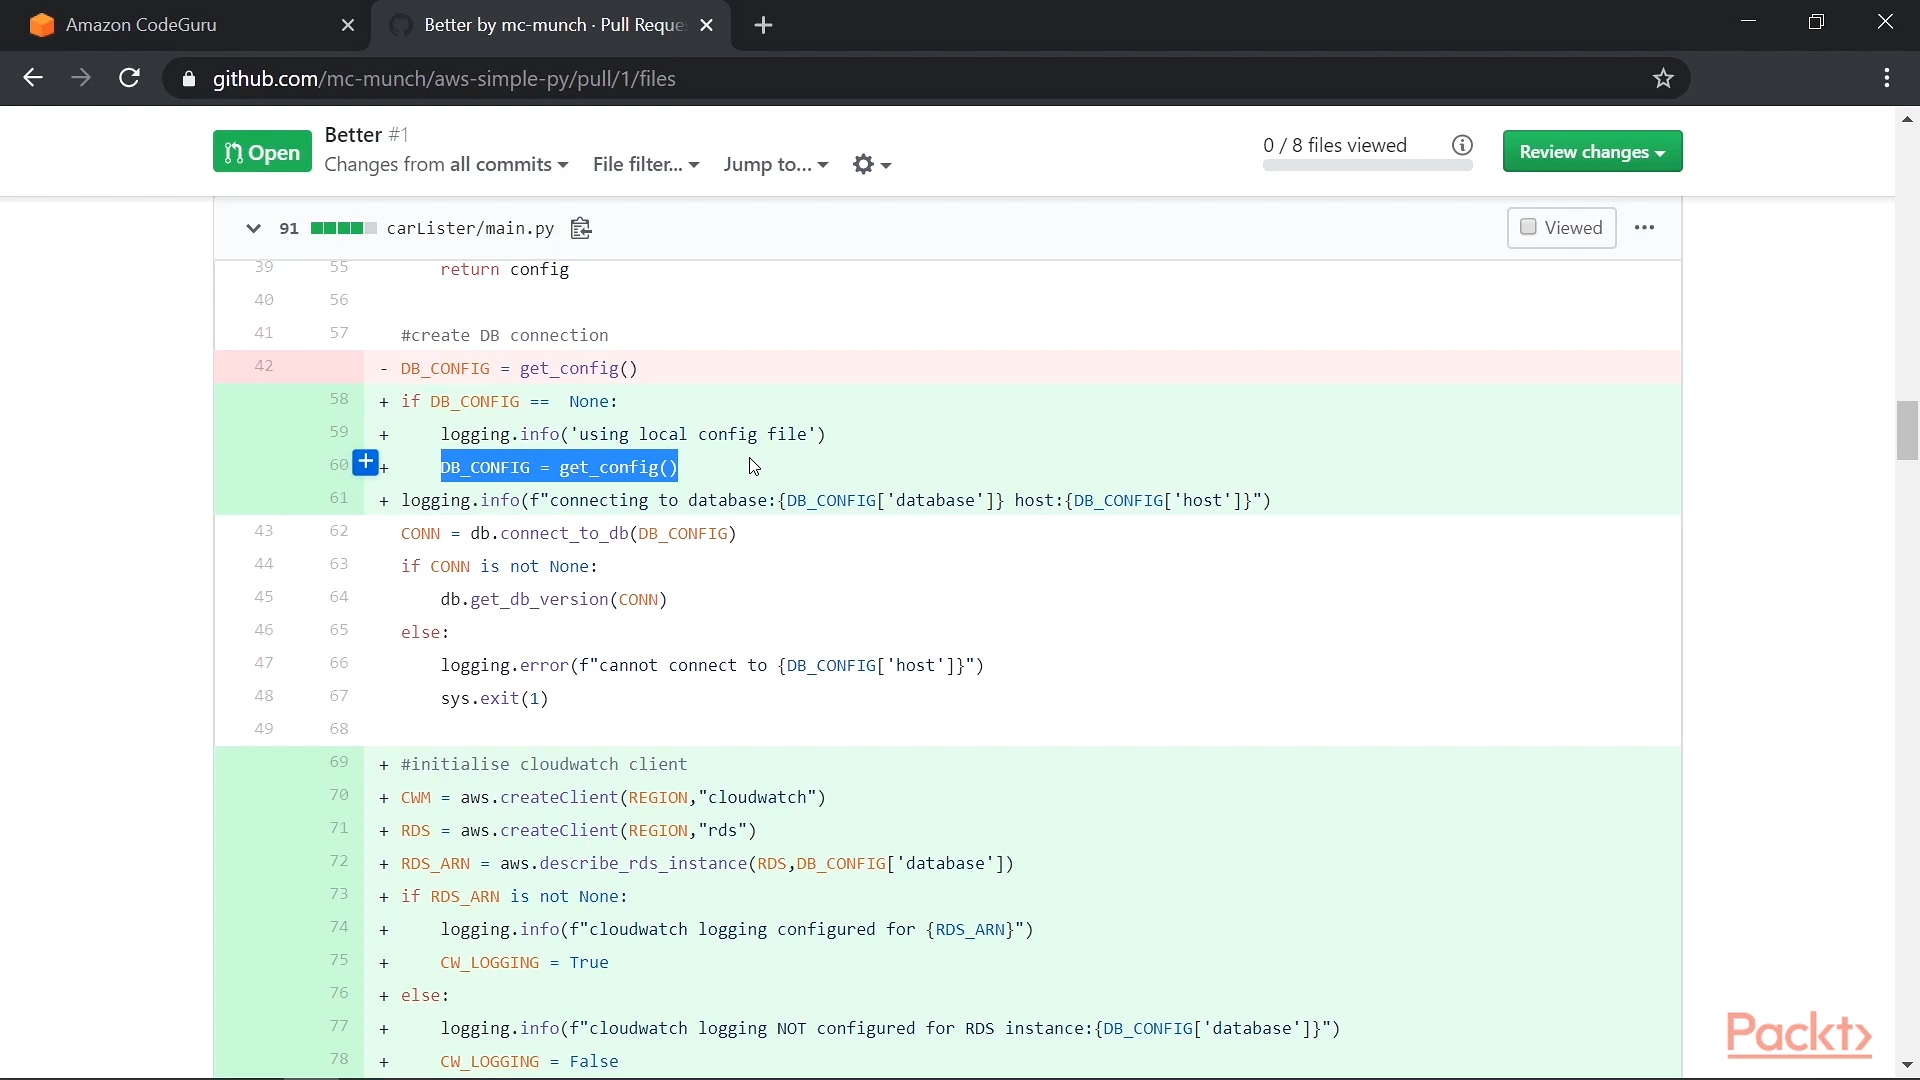 Amazon CodeGuru
Better by mc-munch · Pull Reque
github.com/mc-munch/aws-simple-py/pull/1/files
Open
Better #1
Changes from all commits
File filter...
Jump to...
0 / 8 files viewed
Review changes
91 carLister/main.py
Viewed
39 55 return config
40 56
41 57 #create DB connection
42 - DB_CONFIG = get_config()
58 + if DB_CONFIG == None:
59 + logging.info('using local config file')
60 + DB_CONFIG = get_config()
61 + logging.info(f"connecting to database:{DB_CONFIG['database']} host:{DB_CONFIG['host']}")
43 62 CONN = db.connect_to_db(DB_CONFIG)
44 63 if CONN is not None:
45 64 db.get_db_version(CONN)
46 65 else:
47 66 logging.error(f"cannot connect to {DB_CONFIG['host']}")
48 67 sys.exit(1)
49 68
69 + #initialise cloudwatch client
70 + CWM = aws.createClient(REGION,"cloudwatch")
71 + RDS = aws.createClient(REGION,"rds")
72 + RDS_ARN = aws.describe_rds_instance(RDS,DB_CONFIG['database'])
73 + if RDS_ARN is not None:
74 + logging.info(f"cloudwatch logging configured for {RDS_ARN}")
75 + CW_LOGGING = True
76 + else:
77 + logging.info(f"cloudwatch logging NOT configured for RDS instance:{DB_CONFIG['database']}")
78 + CW_LOGGING = False
Packt>